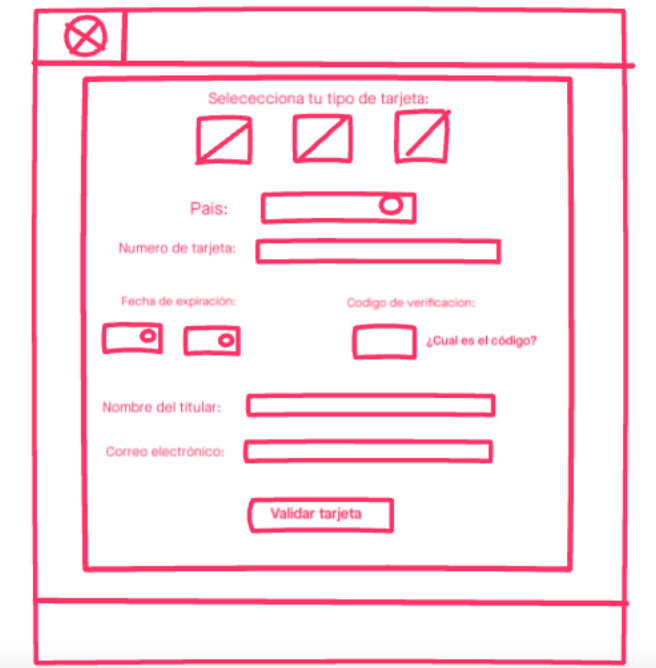 Selececciona tu tipo de tarjeta:
Pais:
Numero de tarjeta:
Fecha de expiración:
Codigo de verificacion:
¿Cual es el código?
Nombre del titular:
Correo electrónico:
Validar tarjeta